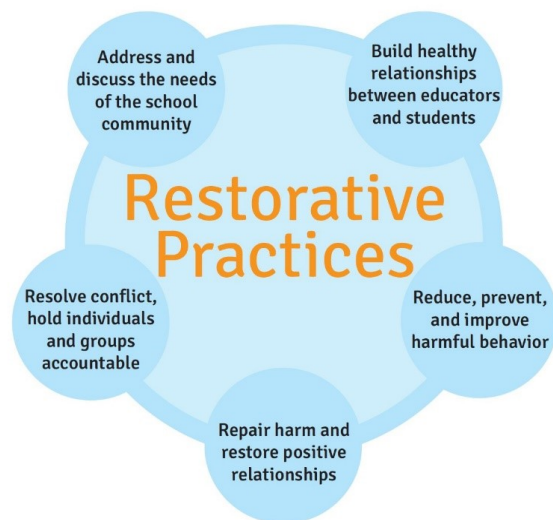 Address and
discuss the needs
of the school
community
Build healthy
relationships
between educators
and students
Restorative
Practices
Resolve conflict,
hold individuals
and groups
accountable
Reduce, prevent,
and improve
harmful behavior
Repair harm and
restore positive
relationships